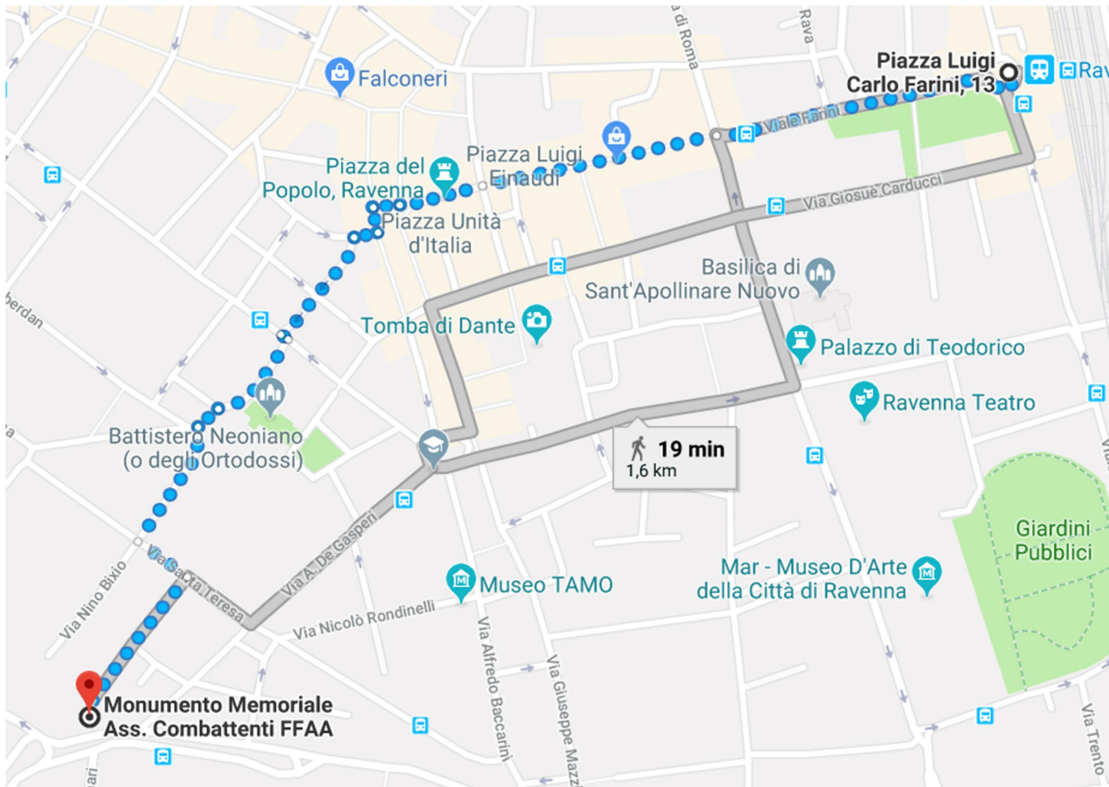 di Roma
Rava
Piazza Luigi
Carlo Farini, 13
Rav
Falconeri
Viale Farini
Piazza del
Popolo, Ravenna
Piazza Luigi
Einaudi
Piazza Unità
d'Italia
Via Giosuè Carducci
Basilica di
Sant'Apollinare Nuovo
berdan
Tomba di Dante
Palazzo di Teodorico
Ravenna Teatro
Battistero Neoniano
(o degli Ortodossi)
19 min
1,6 km
Via A. De Gasperi
Giardini
Pubblici
Via Santa Teresa
Via Nino Bixio
Museo TAMO
Mar - Museo D'Arte
della Città di Ravenna
Via Nicolò Rondinelli
Via Alfredo Baccarini
Via Giuseppe Mazzi
Monumento Memoriale
Ass. Combattenti FFAA
Via Trento